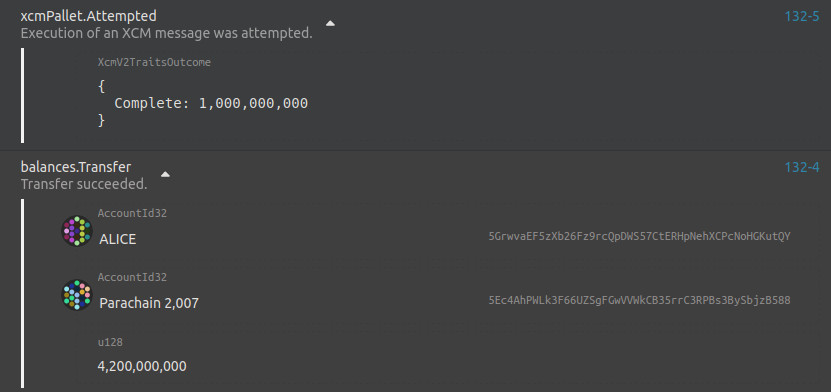 xcmPallet.Attempted
132-5
Execution of an XCM message was attempted.
XcmV2TraitsOutcome
{
Complete: 1,000,000,000
}
balances.Transfer
132-4
Transfer succeeded.
AccountId32
ALICE
5GrwvaEF5zXb26Fz9rcQpDWS57CtERHpNehXCPcNoHGKutQY
AccountId32
Parachain 2,007
5Ec4AhPWLk3F66UZSgFGwVVWkCB35rrC3RPBs3BySbjzB588
u128
4,200,000,000